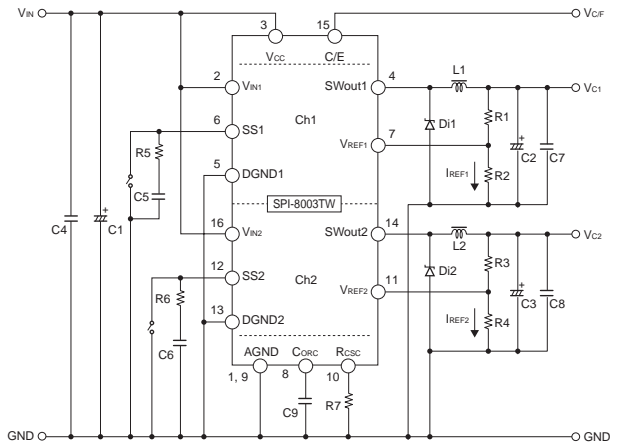 VIN
3
15
VC/F
VCC
C/E
2
VIN1
SWout1
4
L1
VC1
Ch1
Di1
R1
6
SS1
7
VREF1
C2
C7
R5
R2
IREF1
5
DGND1
C5
SPI-8003TW
C4
C1
16
VIN2
SWout2
14
L2
VC2
12
SS2
Ch2
Di2
R3
R6
11
VREF2
C3
C8
R4
IREF2
13
DGND2
C6
AGND
CORC
RCSC
1, 9
8
10
C9
R7
GND
GND